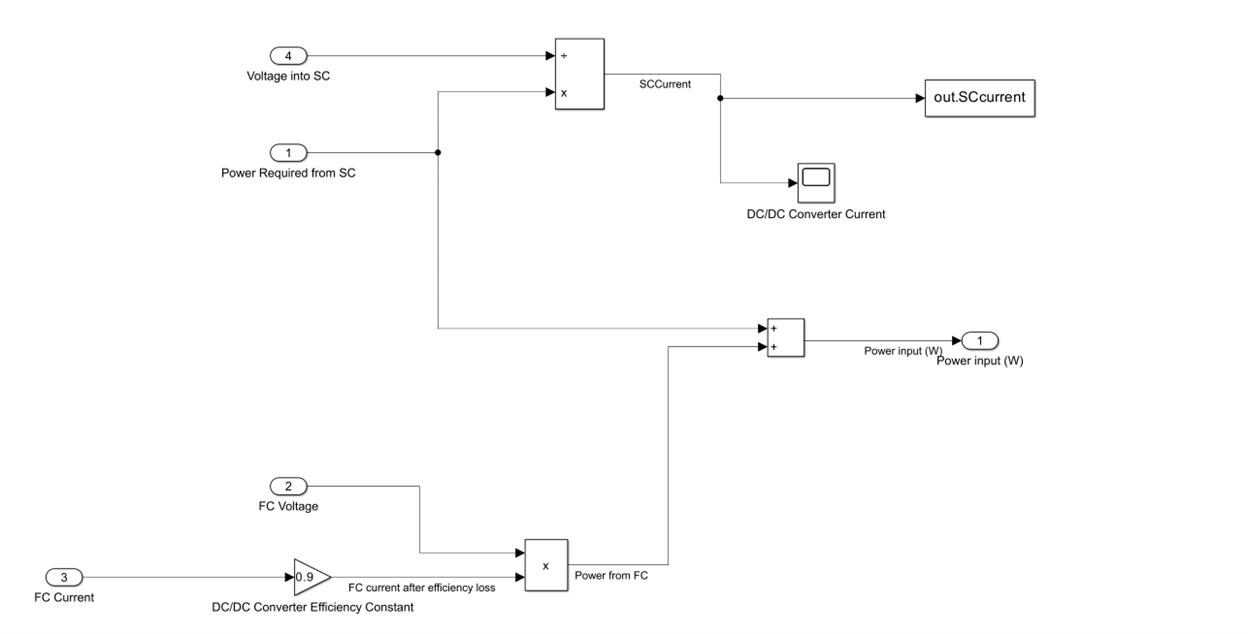 4
÷
Voltage into SC
x
SCCurrent
out.SCcurrent
1
Power Required from SC
DC/DC Converter Current
+
+
Power input (W)
1
Power input (W)
2
FC Voltage
x
3
0.9
FC current after efficiency loss
Power from FC
FC Current
DC/DC Converter Efficiency Constant